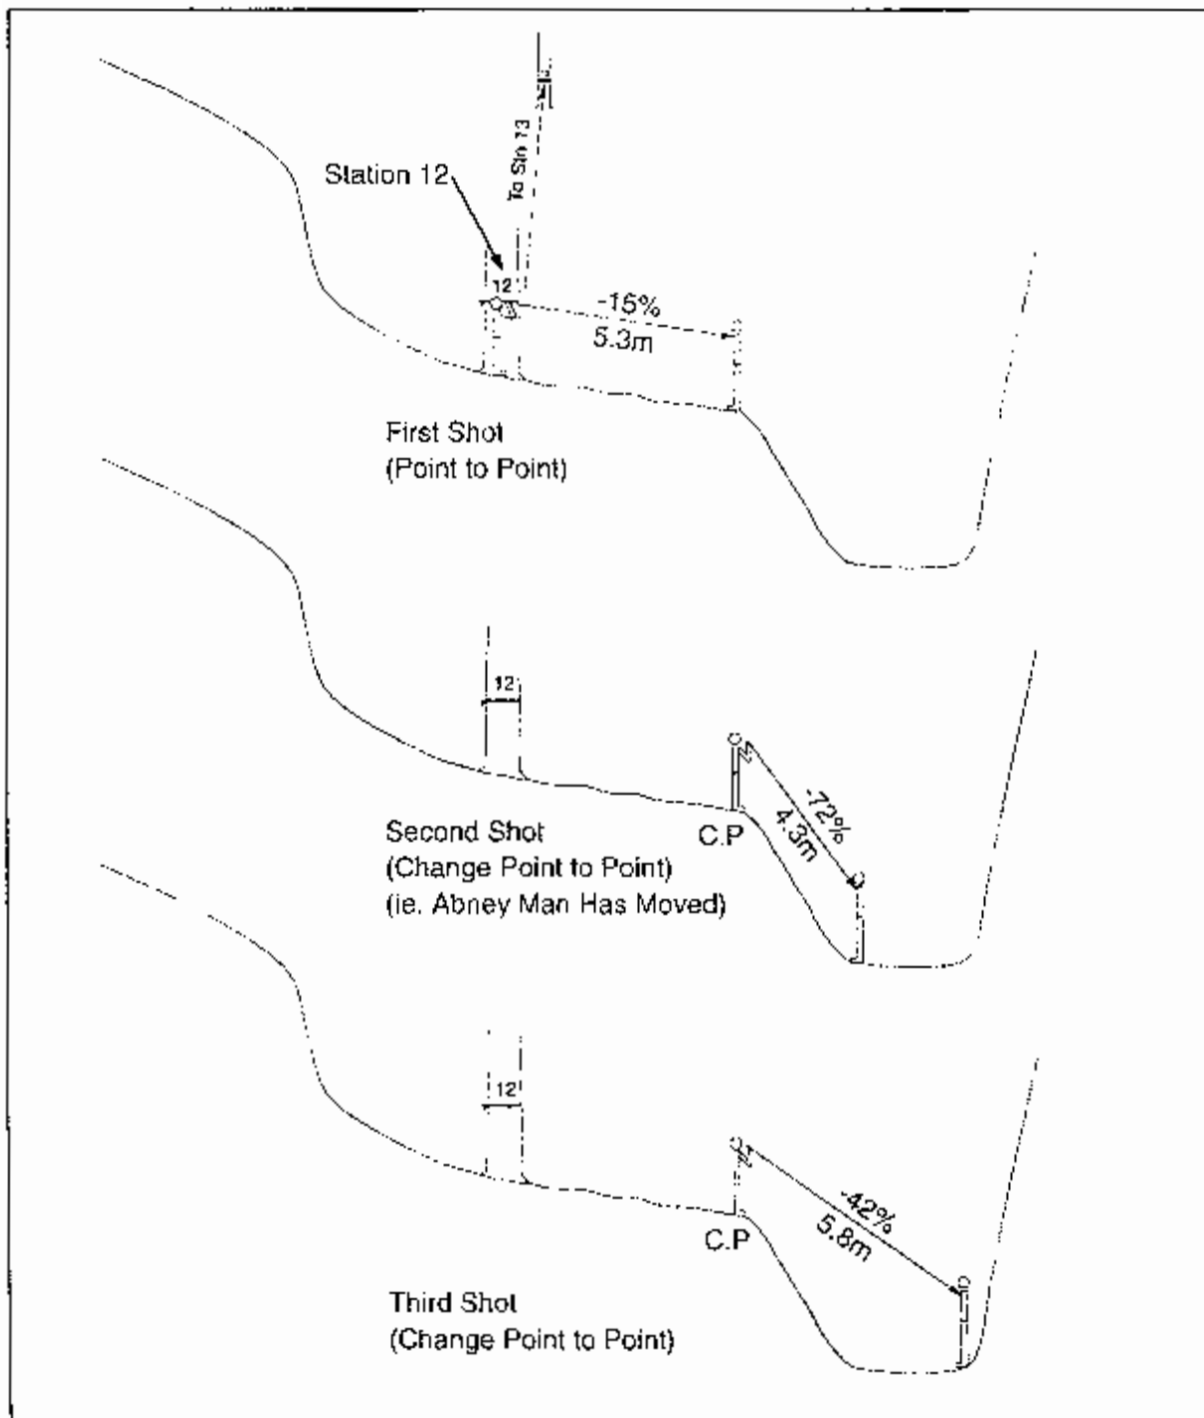 To Stn 13
Station 12
12
-15%
5.3m
First Shot
(Point to Point)
12
-72%
4.3m
C.P
Second Shot
(Change Point to Point)
(ie. Abney Man Has Moved)
12
-42%
5.8m
C.P
Third Shot
(Change Point to Point)